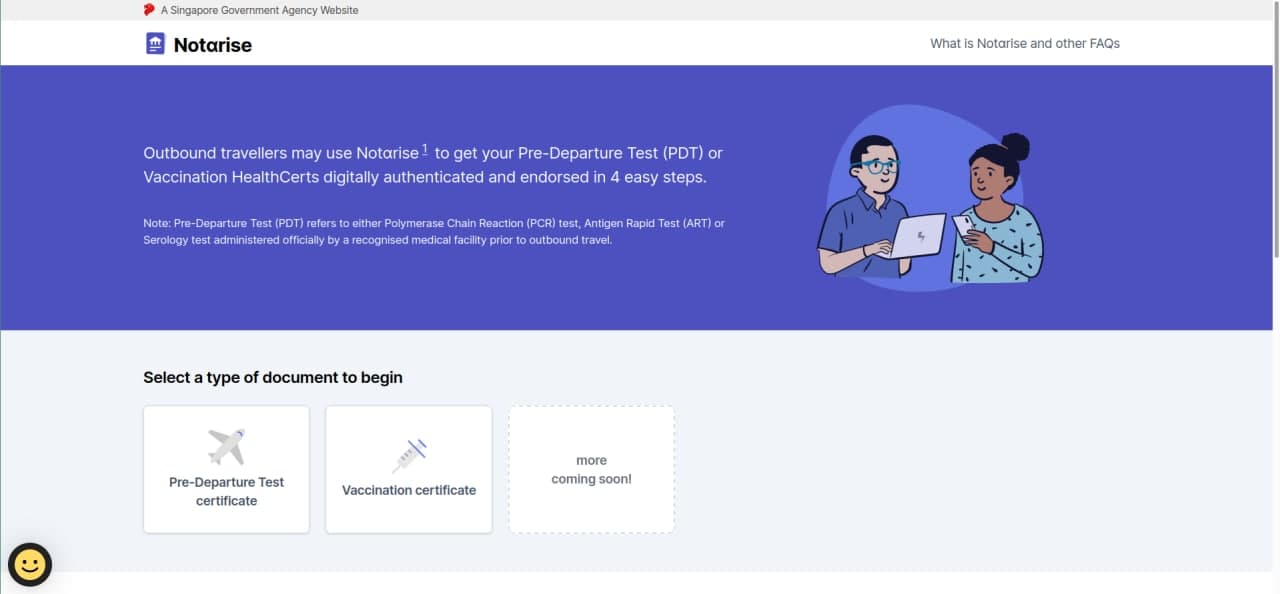 A Singapore Government Agency Website
Notarise
What is Notarise and other FAQs
Outbound travellers may use Notarise 1 to get your Pre-Departure Test (PDT) or
Vaccination HealthCerts digitally authenticated and endorsed in 4 easy steps.
Note: Pre-Departure Test (PDT) refers to either Polymerase Chain Reaction (PCR) test, Antigen Rapid Test (ART) or
Serology test administered officially by a recognised medical facility prior to outbound travel.
Select a type of document to begin
Pre-Departure Test
certificate
Vaccination certificate
more
coming soon!